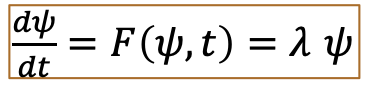 dψ/dt = F(ψ,t) = λ ψ